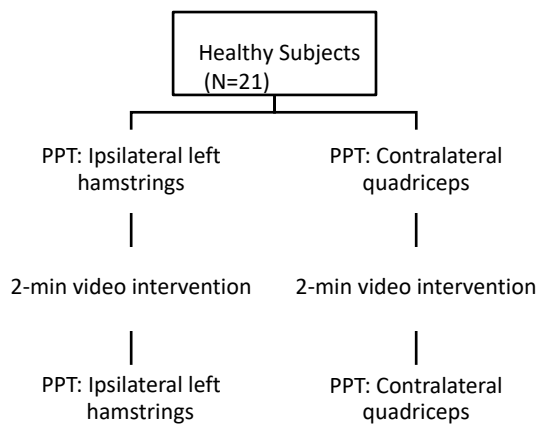 Healthy Subjects
(N=21)
PPT: Ipsilateral left
hamstrings
PPT: Contralateral
quadriceps
2-min video intervention
2-min video intervention
PPT: Ipsilateral left
hamstrings
PPT: Contralateral
quadriceps